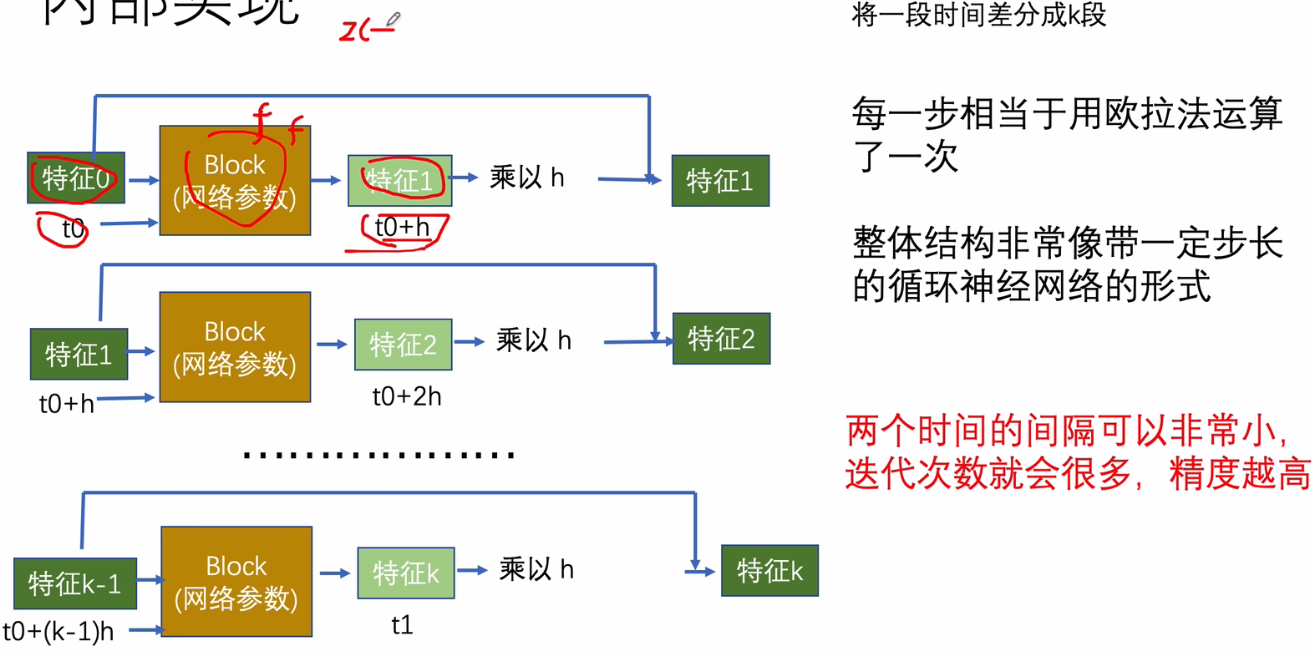 内部实现
z(
将一段时间差分成k段
f f
特征0 Block (网络参数) 特征1 乘以 h 特征1
t0 t0+h
每一步相当于用欧拉法运算
了一次
特征1 Block (网络参数) 特征2 乘以 h 特征2
t0+h t0+2h
整体结构非常像带一定步长
的循环神经网络的形式
………………
两个时间的间隔可以非常小,
迭代次数就会很多,精度越高
特征k-1 Block (网络参数) 特征k 乘以 h 特征k
t0+(k-1)h t1